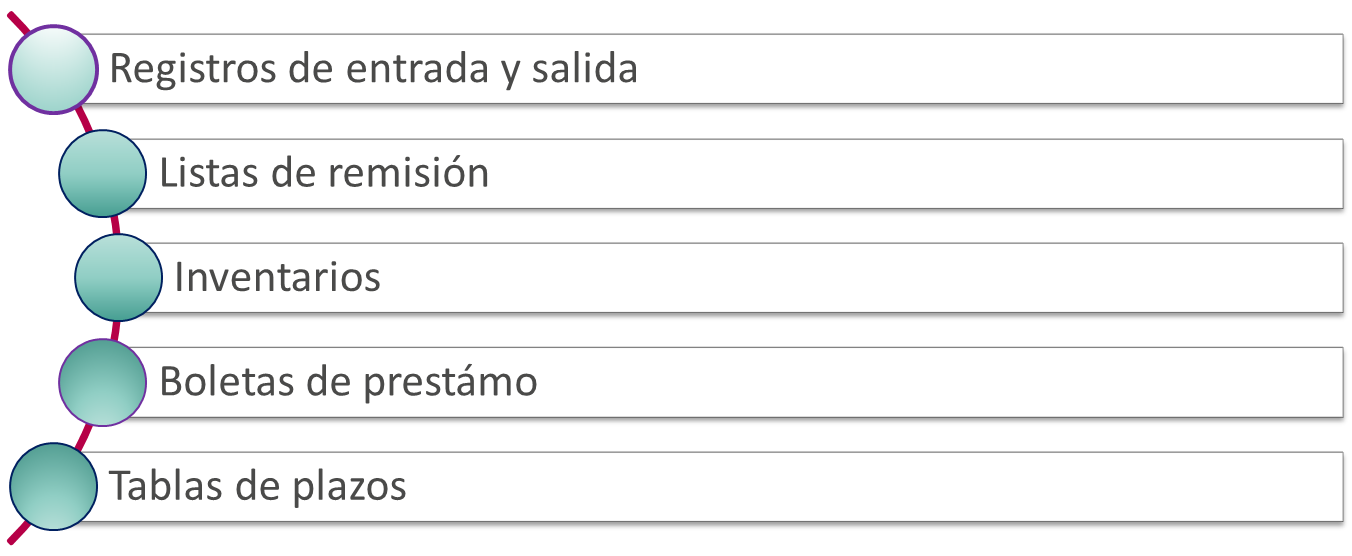 Registros de entrada y salida
Listas de remisión
Inventarios
Boletas de prestámo
Tablas de plazos